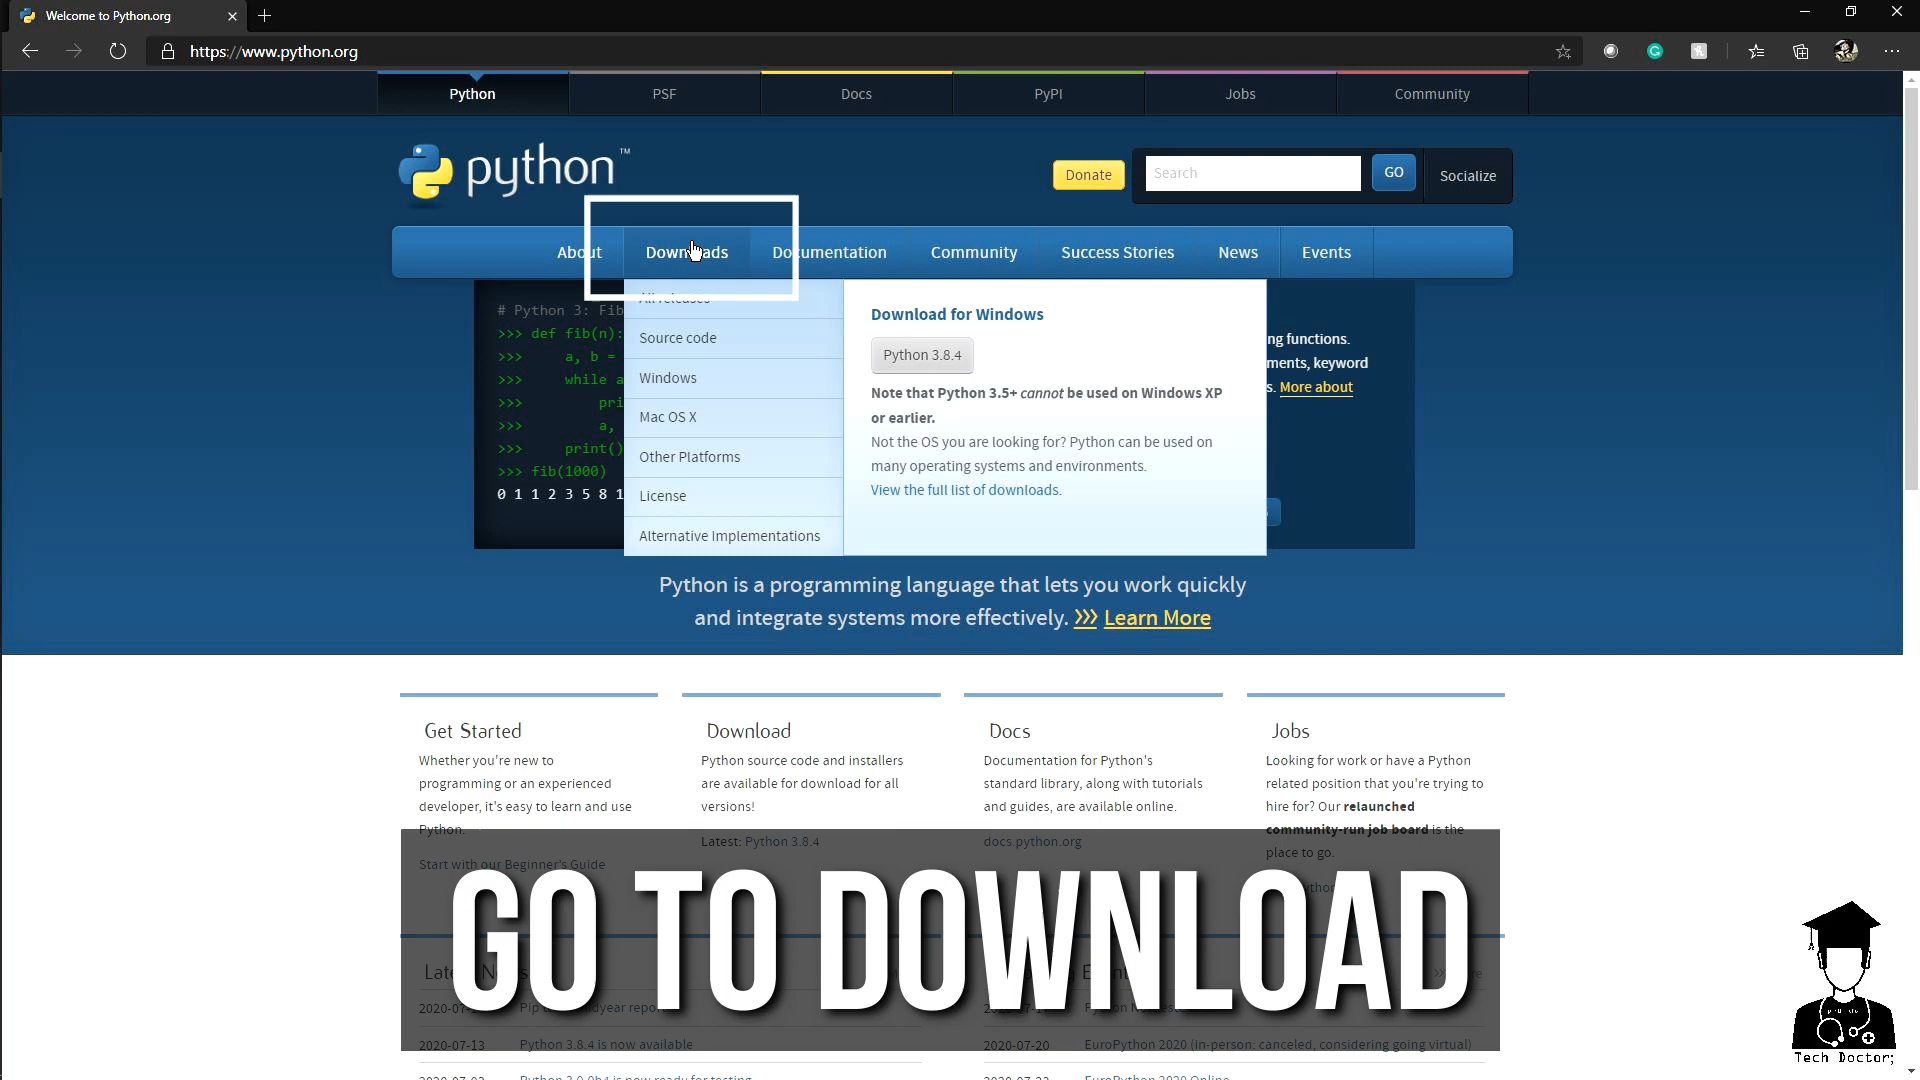 Welcome to Python.org
https://www.python.org
Python PSF Docs PyPI Jobs Community
python™
Donate
Search
GO
Socialize
About Downloads Documentation Community Success Stories News Events
All releases
Source code
Windows
Mac OS X
Other Platforms
License
Alternative Implementations
Download for Windows
Python 3.8.4
Note that Python 3.5+ cannot be used on Windows XP
or earlier.
Not the OS you are looking for? Python can be used on
many operating systems and environments.
View the full list of downloads.
# Python 3: Fib
>>> def fib(n):
>>> a, b =
>>> while a
>>> pri
>>> a,
>>> print()
>>> fib(1000)
0 1 1 2 3 5 8 1
ng functions.
ments, keyword
s. More about
Python is a programming language that lets you work quickly
and integrate systems more effectively. >>> Learn More
Get Started
Whether you're new to
programming or an experienced
developer, it's easy to learn and use
Python.
Start with our Beginner's Guide
Download
Python source code and installers
are available for download for all
versions!
Latest: Python 3.8.4
Docs
Documentation for Python's
standard library, along with tutorials
and guides, are available online.
docs.python.org
Jobs
Looking for work or have a Python
related position that you're trying to
hire for? Our relaunched
community-run job board is the
place to go.
GO TO DOWNLOAD
2020-07-13 Python 3.8.4 is now available
2020-07-20 EuroPython 2020 (in-person: canceled, considering going virtual)
EuroPython 2020 Online
Tech Doctor;